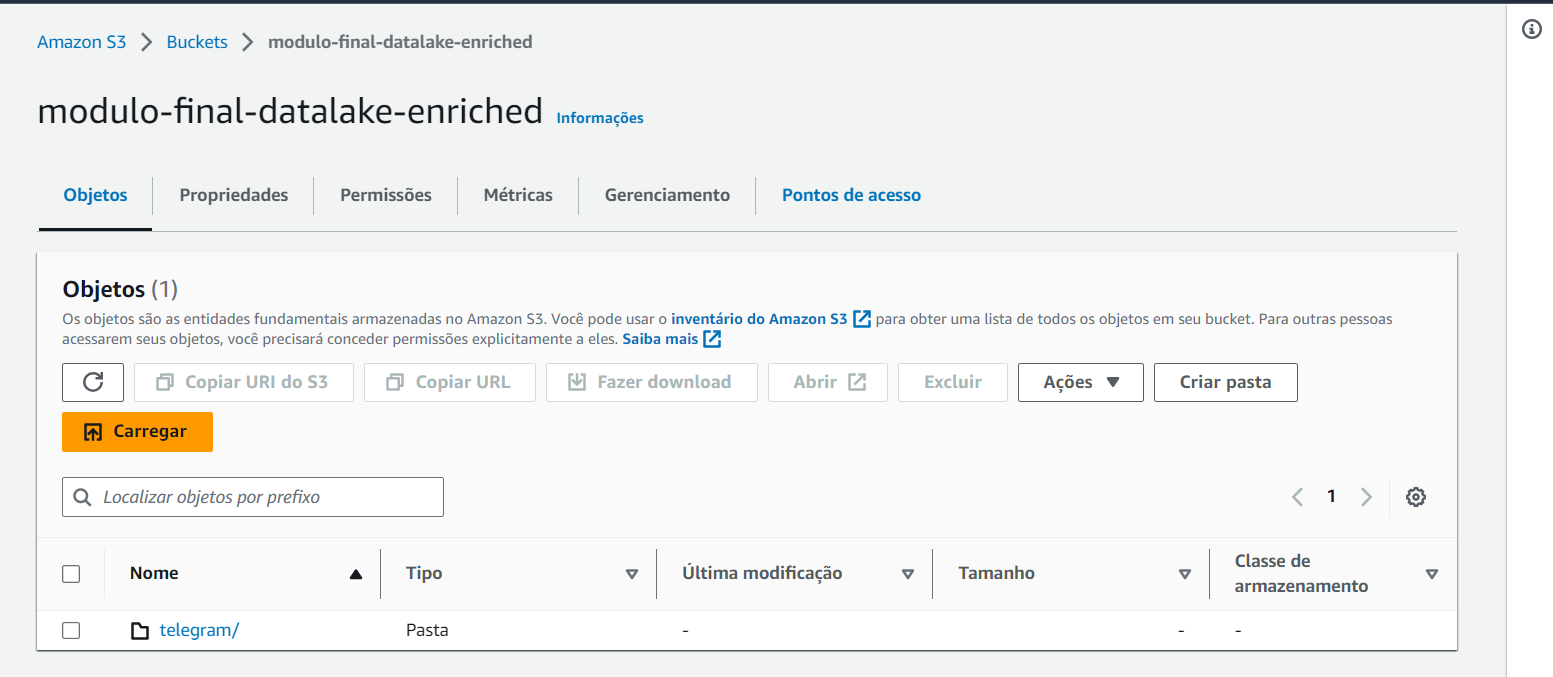 Amazon S3 > Buckets > modulo-final-datalake-enriched
modulo-final-datalake-enriched Informações
Objetos Propriedades Permissões Métricas Gerenciamento Pontos de acesso
Objetos (1)
Os objetos são as entidades fundamentais armazenadas no Amazon S3. Você pode usar o inventário do Amazon S3 para obter uma lista de todos os objetos em seu bucket. Para outras pessoas
acessarem seus objetos, você precisará conceder permissões explicitamente a eles. Saiba mais
Copiar URI do S3 Copiar URL Fazer download Abrir Excluir Ações Criar pasta
Carregar
Localizar objetos por prefixo 1
Nome Tipo Última modificação Tamanho Classe de
armazenamento
telegram/ Pasta - - -